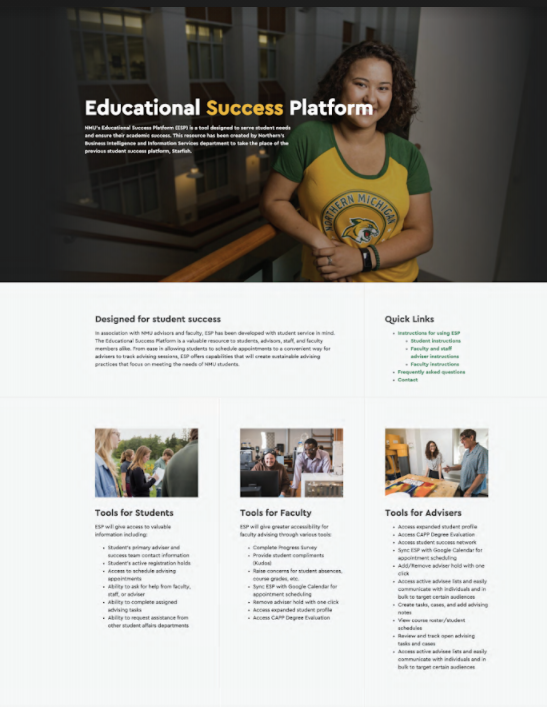 Educational Success Platform
NMU's Educational Success Platform (ESP) is a tool designed to serve student needs
and ensure their academic success. This resource has been created by Northern's
Business Intelligence and Information Services department to take the place of the
previous student success platform, Starfish.
NORTHERN MICHIGAN
Designed for student success
In association with NMU advisors and faculty, ESP has been developed with student service in mind.
The Educational Success Platform is a valuable resource to students, advisors, staff, and faculty
members alike. From ease in allowing students to schedule appointments to a convenient way for
advisers to track advising sessions, ESP offers capabilities that will create sustainable advising
practices that focus on meeting the needs of NMU students.
Quick Links
Instructions for using ESP
Student instructions
Faculty and staff
adviser instructions
Faculty instructions
Frequently asked questions
Contact
Tools for Students
ESP will give access to valuable
information including:
Student's primary adviser and
success team contact information
Student's active registration holds
Access to schedule advising
appointments
Ability to ask for help from faculty,
staff, or adviser
Ability to complete assigned
advising tasks
Ability to request assistance from
other student affairs departments
Tools for Faculty
ESP will give greater accessibility for
faculty advising through various tools:
Complete Progress Survey
Provide student compliments
(Kudos)
Raise concerns for student absences,
course grades, etc.
Sync ESP with Google Calendar for
appointment scheduling
Remove adviser hold with one click
Access expanded student profile
Access CAPP Degree Evaluation
Tools for Advisers
Access expanded student profile
Access CAPP Degree Evaluation
Access student success network
Sync ESP with Google Calendar for
appointment scheduling
Add/Remove adviser hold with one
click
Access active advisee lists and easily
communicate with individuals and in
bulk to target certain audiences
Create tasks, cases, and add advising
notes
View course roster/student
schedules
Review and track open advising
tasks and cases
Access active advisee lists and easily
communicate with individuals and in
bulk to target certain audiences